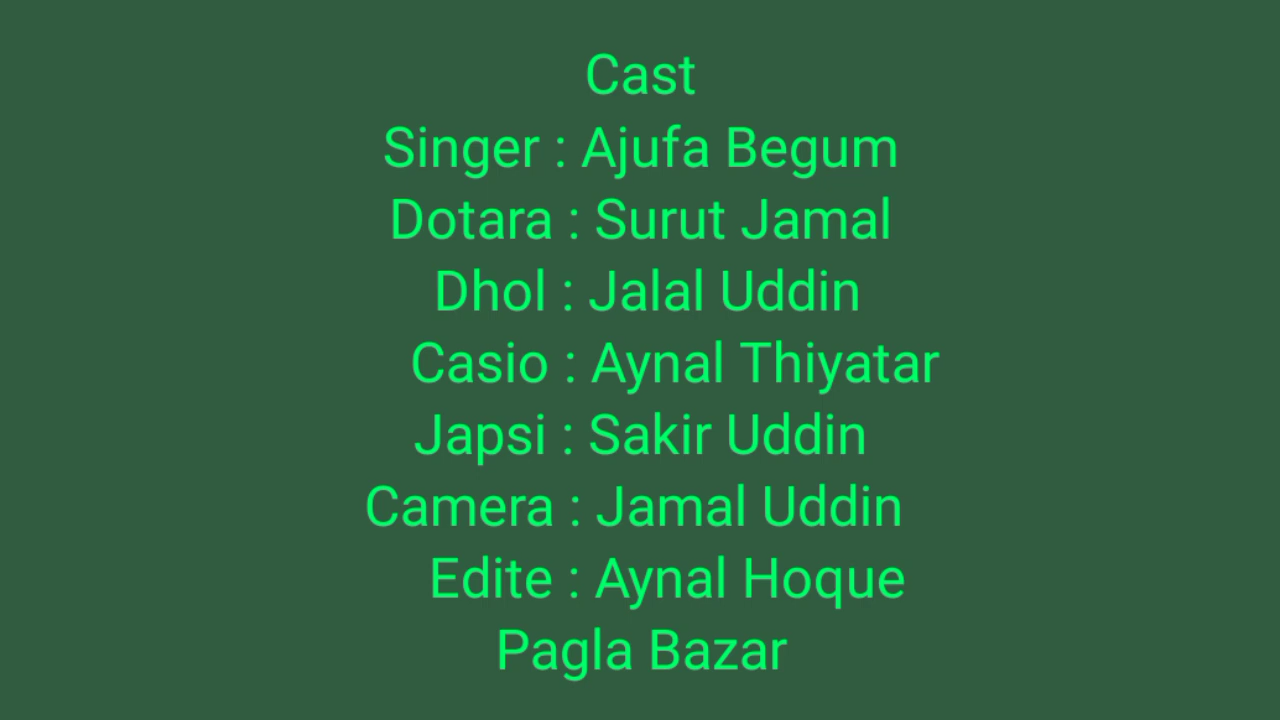 Cast
Singer : Ajufa Begum
Dotara : Surut Jamal
Dhol : Jalal Uddin
Casio : Aynal Thiyatar
Japsi : Sakir Uddin
Camera : Jamal Uddin
Edite : Aynal Hoque
Pagla Bazar